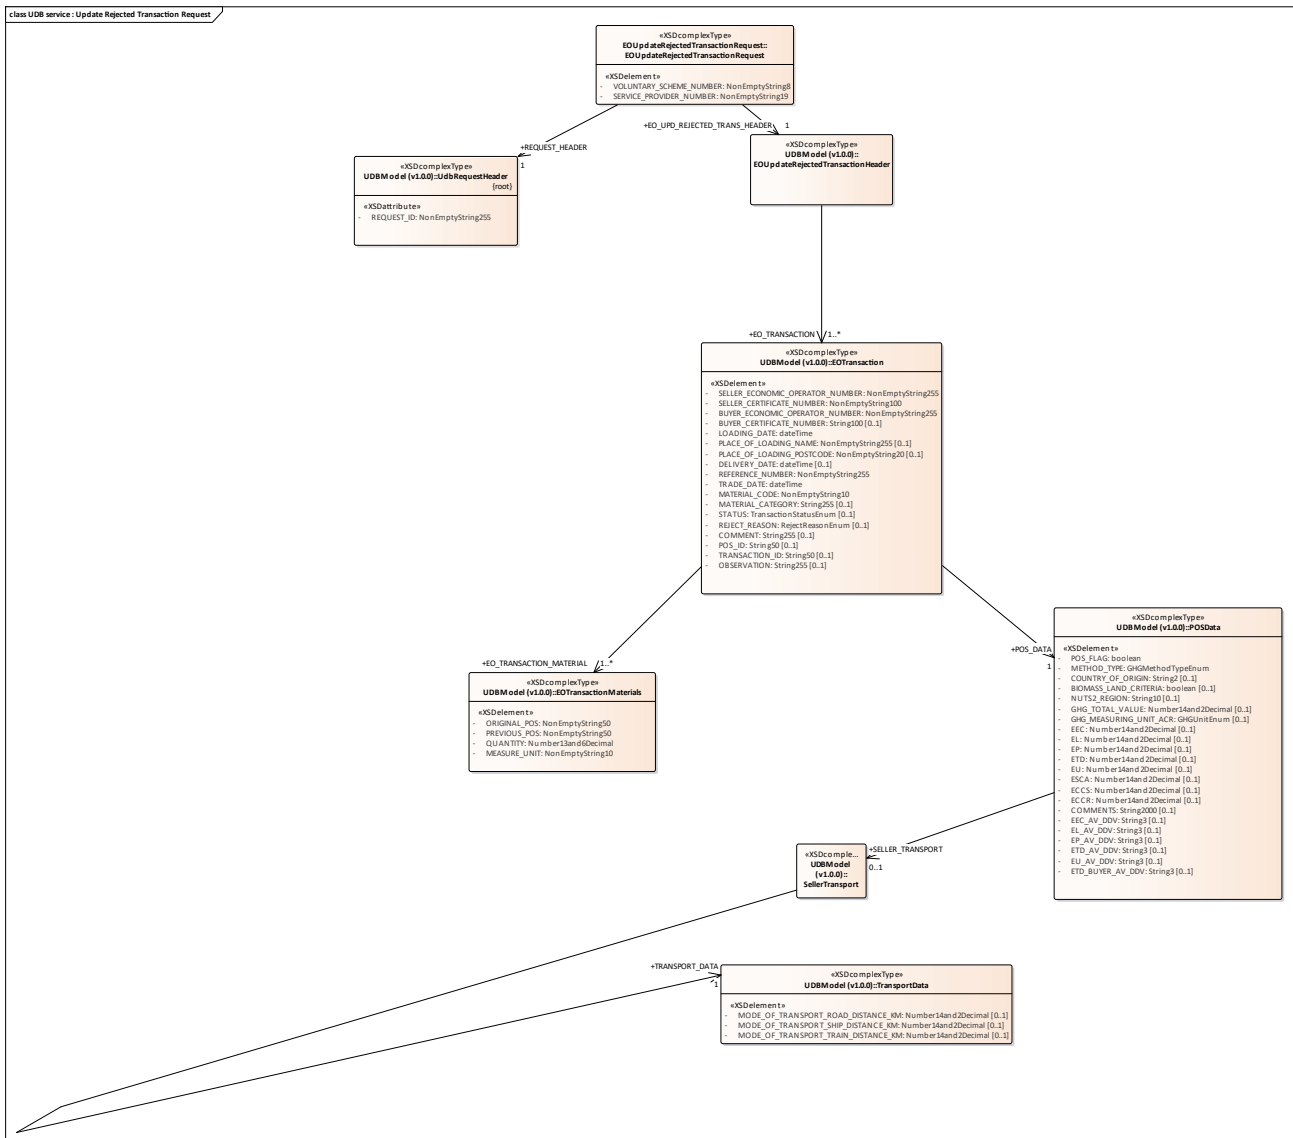 class UDB service : Update Rejected Transaction Request
«XSDcomplexType»
EOUpdateRejectedTransactionRequest::
EOUpdateRejectedTransactionRequest
«XSDelement»
- VOLUNTARY_SCHEME_NUMBER: NonEmptyString8
- SERVICE_PROVIDER_NUMBER: NonEmptyString19
+EO_UPD_REJECTED_TRANS_HEADER 1
+REQUEST_HEADER
1
«XSDcomplexType»
UDBModel (v1.0.0)::
EOUpdateRejectedTransactionHeader
«XSDcomplexType»
UDBModel (v1.0.0)::UdbRequestHeader
{root}
«XSDattribute»
- REQUEST_ID: NonEmptyString255
+EO_TRANSACTION 1..*
«XSDcomplexType»
UDBModel (v1.0.0)::EOTransaction
«XSDelement»
- SELLER_ECONOMIC_OPERATOR_NUMBER: NonEmptyString255
- SELLER_CERTIFICATE_NUMBER: NonEmptyString100
- BUYER_ECONOMIC_OPERATOR_NUMBER: NonEmptyString255
- BUYER_CERTIFICATE_NUMBER: String100 [0..1]
- LOADING_DATE: dateTime
- PLACE_OF_LOADING_NAME: NonEmptyString255 [0..1]
- PLACE_OF_LOADING_POSTCODE: NonEmptyString20 [0..1]
- DELIVERY_DATE: dateTime [0..1]
- REFERENCE_NUMBER: NonEmptyString255
- TRADE_DATE: dateTime
- MATERIAL_CODE: NonEmptyString10
- MATERIAL_CATEGORY: String255 [0..1]
- STATUS: TransactionStatusEnum [0..1]
- REJECT_REASON: RejectReasonEnum [0..1]
- COMMENT: String255 [0..1]
- POS_ID: String50 [0..1]
- TRANSACTION_ID: String50 [0..1]
- OBSERVATION: String255 [0..1]
+EO_TRANSACTION_MATERIAL 1..*
«XSDcomplexType»
UDBModel (v1.0.0)::EOTransactionMaterials
«XSDelement»
- ORIGINAL_POS: NonEmptyString50
- PREVIOUS_POS: NonEmptyString50
- QUANTITY: Number13and6Decimal
- MEASURE_UNIT: NonEmptyString10
+POS_DATA
1
«XSDcomplexType»
UDBModel (v1.0.0)::POSData
«XSDelement»
- POS_FLAG: boolean
- METHOD_TYPE: GHGMethodTypeEnum
- COUNTRY_OF_ORIGIN: String2 [0..1]
- BIOMASS_LAND_CRITERIA: boolean [0..1]
- NUTS2_REGION: String10 [0..1]
- GHG_TOTAL_VALUE: Number14and2Decimal [0..1]
- GHG_MEASURING_UNIT_ACR: GHGUnitEnum [0..1]
- EEC: Number14and2Decimal [0..1]
- EL: Number14and2Decimal [0..1]
- EP: Number14and2Decimal [0..1]
- ETD: Number14and2Decimal [0..1]
- EU: Number14and2Decimal [0..1]
- ESCA: Number14and2Decimal [0..1]
- ECCS: Number14and2Decimal [0..1]
- ECCR: Number14and2Decimal [0..1]
- COMMENTS: String2000 [0..1]
- EEC_AV_DDV: String3 [0..1]
- EL_AV_DDV: String3 [0..1]
- EP_AV_DDV: String3 [0..1]
- ETD_AV_DDV: String3 [0..1]
- EU_AV_DDV: String3 [0..1]
- ETD_BUYER_AV_DDV: String3 [0..1]
+SELLER_TRANSPORT
0..1
«XSDcomple...
UDBModel
(v1.0.0)::
SellerTransport
+TRANSPORT_DATA
1
«XSDcomplexType»
UDBModel (v1.0.0)::TransportData
«XSDelement»
- MODE_OF_TRANSPORT_ROAD_DISTANCE_KM: Number14and2Decimal [0..1]
- MODE_OF_TRANSPORT_SHIP_DISTANCE_KM: Number14and2Decimal [0..1]
- MODE_OF_TRANSPORT_TRAIN_DISTANCE_KM: Number14and2Decimal [0..1]